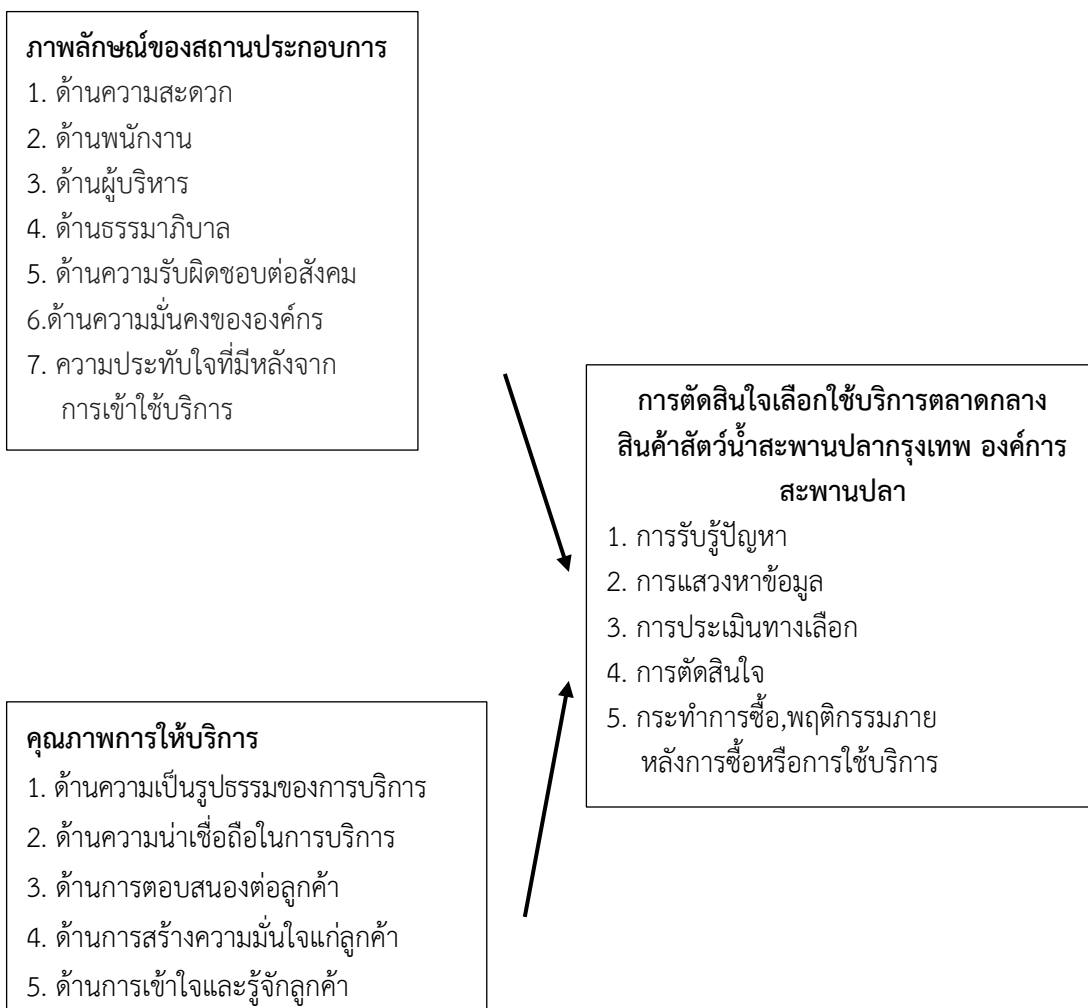 ภาพลักษณ์ของสถานประกอบการ
1. ด้านความสะดวก
2. ด้านพนักงาน
3. ด้านผู้บริหาร
4. ด้านธรรมาภิบาล
5. ด้านความรับผิดชอบต่อสังคม
6.ด้านความมั่นคงขององค์กร
7. ความประทับใจที่มีหลังจาก
การเข้าใช้บริการ
การตัดสินใจเลือกใช้บริการตลาดกลาง
สินค้าสัตว์น้ำสะพานปลากรุงเทพ องค์การ
สะพานปลา
1. การรับรู้ปัญหา
2. การแสวงหาข้อมูล
3. การประเมินทางเลือก
4. การตัดสินใจ
5. กระทำการซื้อ,พฤติกรรมภาย
หลังการซื้อหรือการใช้บริการ
คุณภาพการให้บริการ
1. ด้านความเป็นรูปธรรมของการบริการ
2. ด้านความน่าเชื่อถือในการบริการ
3. ด้านการตอบสนองต่อลูกค้า
4. ด้านการสร้างความมั่นใจแก่ลูกค้า
5. ด้านการเข้าใจและรู้จักลูกค้า